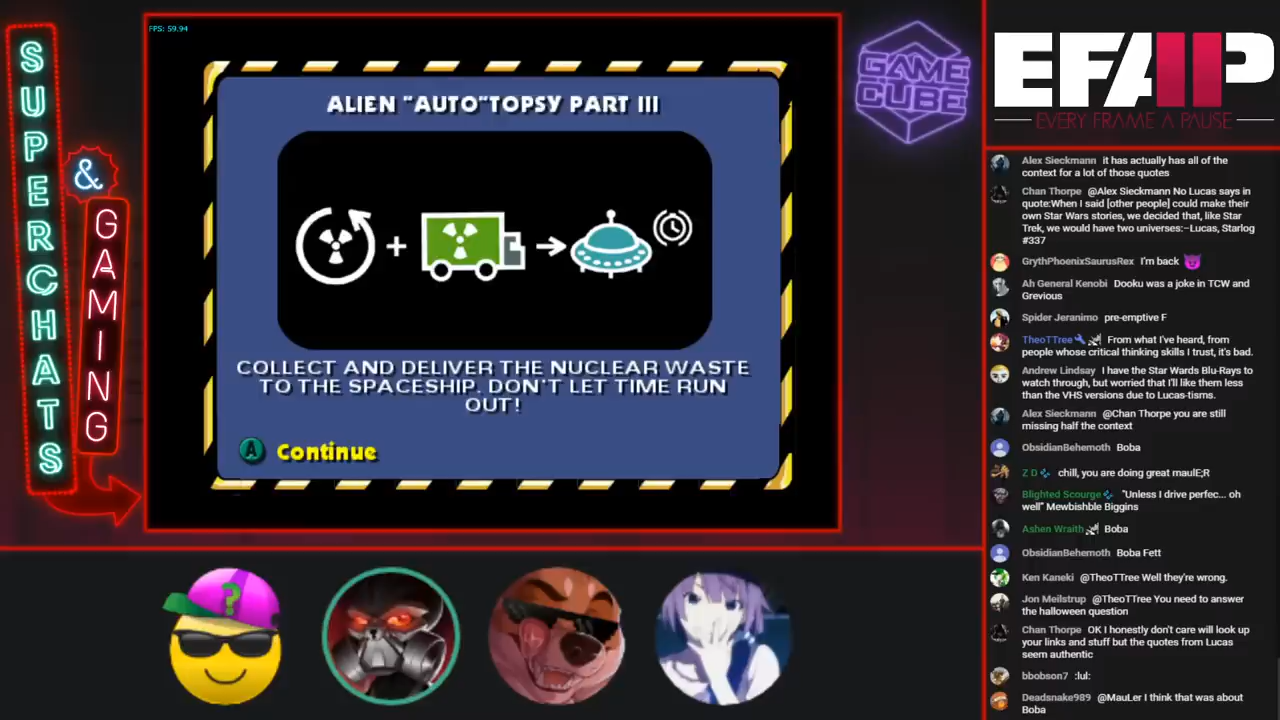 SUPERCHATS
&
GAMING
FPS: 59.94
ALIEN "AUTO"TOPSY PART III
COLLECT AND DELIVER THE NUCLEAR WASTE
TO THE SPACESHIP. DON'T LET TIME RUN
OUT!
A Continue
GAME
CUBE
?
EFAP
EVERY FRAME A PAUSE
Alex Sieckmann it has actually has all of the
context for a lot of those quotes
Chan Thorpe @Alex Sieckmann No Lucas says in
quote:When I said [other people] could make their
own Star Wars stories, we decided that, like Star
Trek, we would have two universes:–Lucas, Starlog
#337
GrythPhoenixSaurusRex I'm back 😈
Ah General Kenobi Dooku was a joke in TCW and
Grevious
Spider Jeranimo pre-emptive F
TheoTTree From what I've heard, from
people whose critical thinking skills I trust, it's bad.
Andrew Lindsay I have the Star Wards Blu-Rays to
watch through, but worried that I'll like them less
than the VHS versions due to Lucas-tisms.
Alex Sieckmann @Chan Thorpe you are still
missing half the context
ObsidianBehemoth Boba
Z D chill, you are doing great maulE;R
Blighted Scourge "Unless I drive perfec... oh
well" Mewbishble Biggins
Ashen Wraith Boba
ObsidianBehemoth Boba Fett
Ken Kaneki @TheoTTree Well they're wrong.
Jon Meilstrup @TheoTTree You need to answer
the halloween question
Chan Thorpe OK I honestly don't care will look up
your links and stuff but the quotes from Lucas
seem authentic
bbobson7 :lul:
Deadsnake989 @MauLer I think that was about
Boba